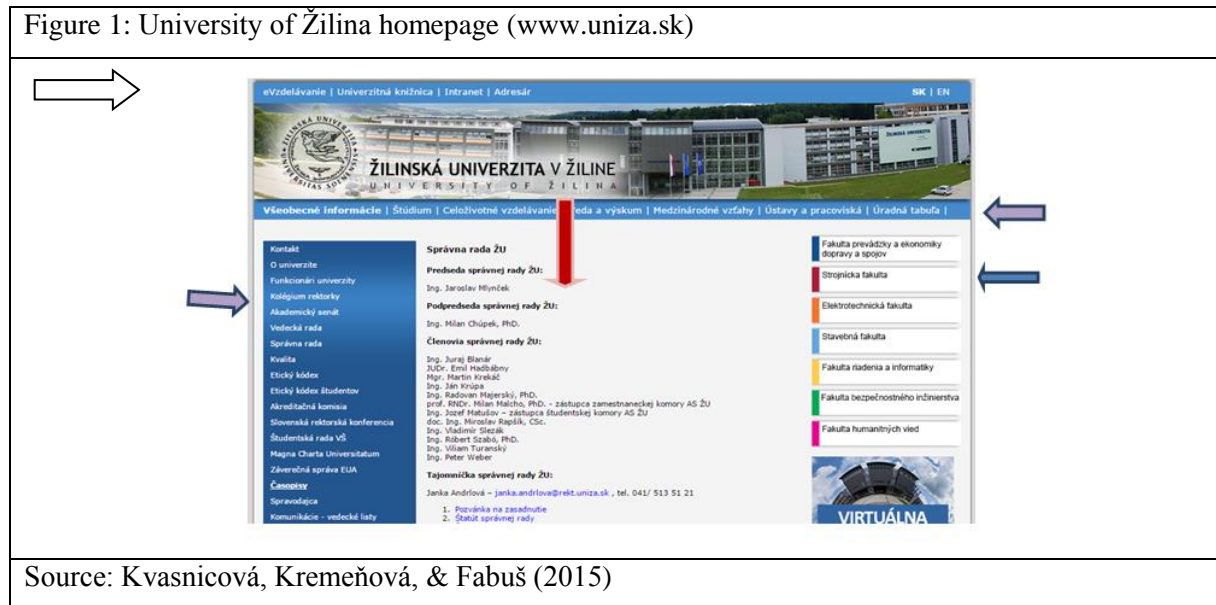 Figure 1: University of Žilina homepage (www.uniza.sk)
eVzdelávanie | Univerzitná knižnica | Intranet | Adresár
SK | EN
ŽILINSKÁ UNIVERZITA V ŽILINE
UNIVERSITY OF ŽILINA
Všeobecné informácie | Štúdium | Celoživotné vzdelávanie eda a výskum | Medzinárodné vzťahy | Ústavy a pracoviská | Úradná tabuľa |
Kontakt
O univerzite
Funkcionári univerzity
Kolégium rektorky
Akademický senát
Vedecká rada
Správna rada
Kvalita
Etický kódex
Etický kódex študentov
Akreditačná komisia
Slovenská rektorská konferencia
Študentská rada VŠ
Magna Charta Universitatum
Záverečná správa EUA
Časopisy
Spravodajca
Komunikácie - vedecké listy
Správna rada ŽU
Predseda správnej rady ŽU:
Ing. Jaroslav Mlynček
Podpredseda správnej rady ŽU:
Ing. Milan Chúpek, PhD.
Členovia správnej rady ŽU:
Ing. Juraj Blanár
JUDr. Emil Hadbábny
Mgr. Martin Krekáč
Ing. Ján Krúpa
Ing. Radovan Majerský, PhD.
prof. RNDr. Milan Malcho, PhD. - zástupca zamestnaneckej komory AS ŽU
Ing. Jozef Matušov – zástupca študentskej komory AS ŽU
doc. Ing. Miroslav Rapšík, CSc.
Ing. Vladimír Slezák
Ing. Róbert Szabó, PhD.
Ing. Viliam Turanský
Ing. Peter Weber
Tajomníčka správnej rady ŽU:
Janka Andrlová – janka.andrlova@rekt.uniza.sk , tel. 041/ 513 51 21
1. Pozvánka na zasadnutie
2. Štatút správnej rady
Fakulta prevádzky a ekonomiky
dopravy a spojov
Strojnícka fakulta
Elektrotechnická fakulta
Stavebná fakulta
Fakulta riadenia a informatiky
Fakulta bezpečnostného inžinierstva
Fakulta humanitných vied
VIRTUÁLNA
Source: Kvasnicová, Kremeňová, & Fabuš (2015)